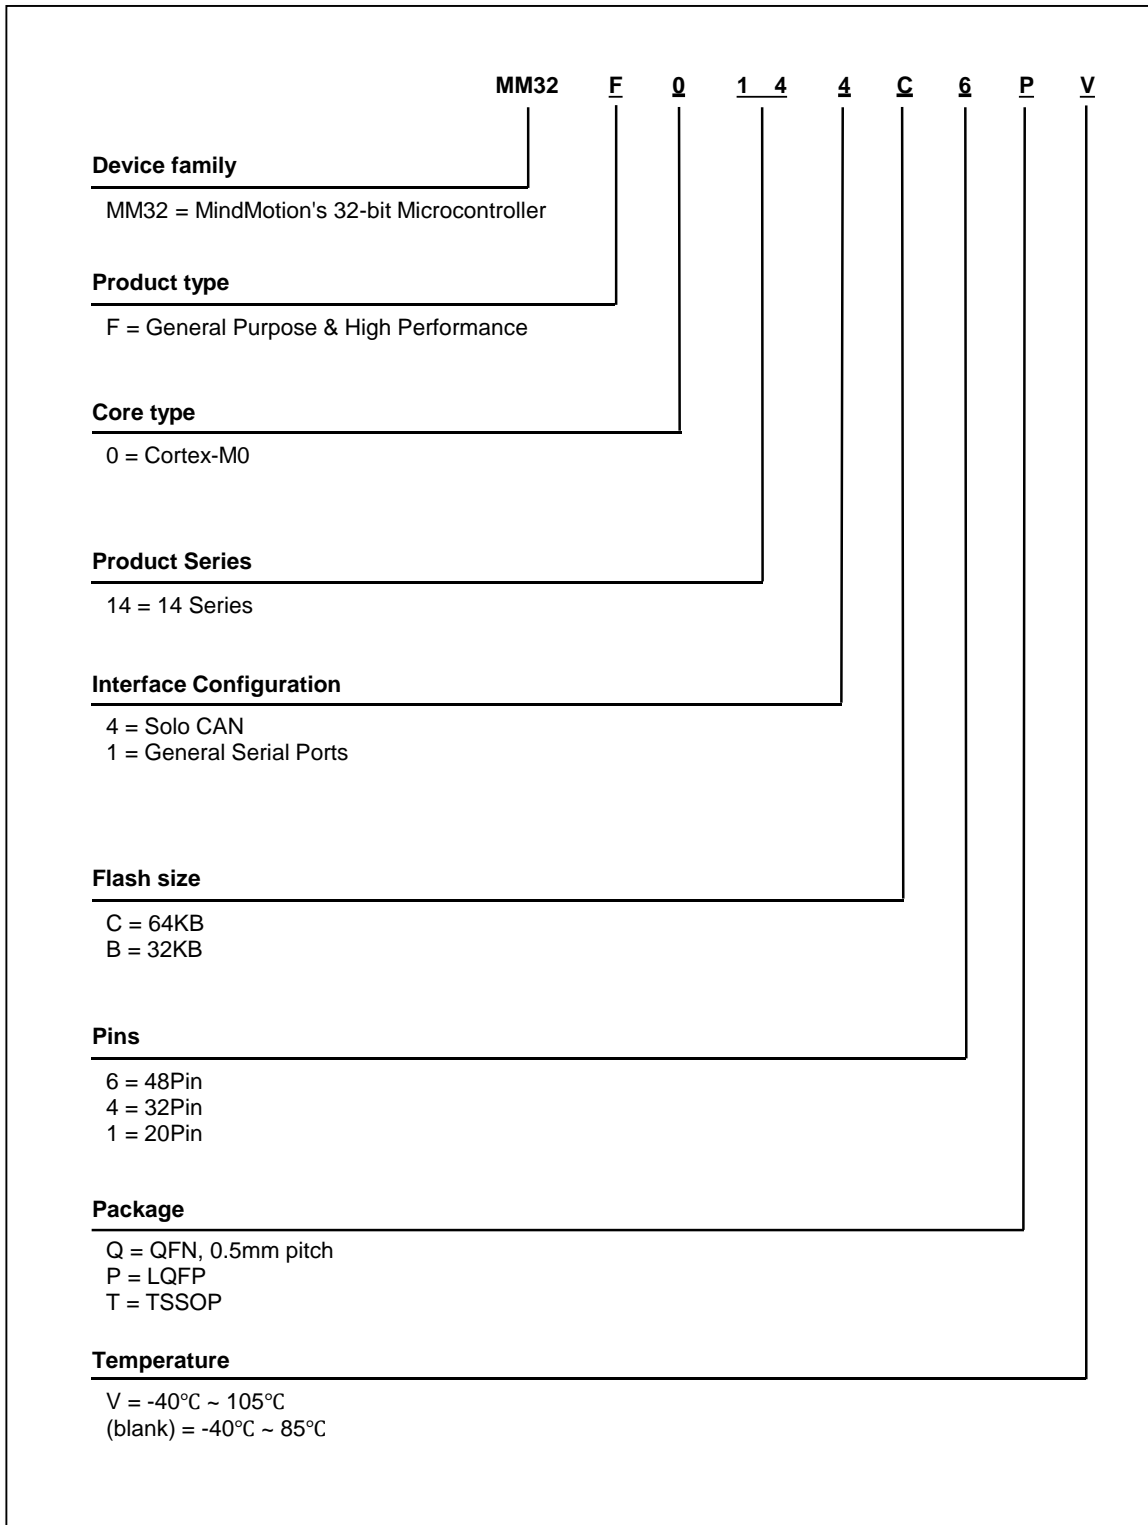 MM32 F 0 1 4 4 C 6 P V
Device family
MM32 = MindMotion's 32-bit Microcontroller
Product type
F = General Purpose & High Performance
Core type
0 = Cortex-M0
Product Series
14 = 14 Series
Interface Configuration
4 = Solo CAN
1 = General Serial Ports
Flash size
C = 64KB
B = 32KB
Pins
6 = 48Pin
4 = 32Pin
1 = 20Pin
Package
Q = QFN, 0.5mm pitch
P = LQFP
T = TSSOP
Temperature
V = -40℃ ~ 105℃
(blank) = -40℃ ~ 85℃